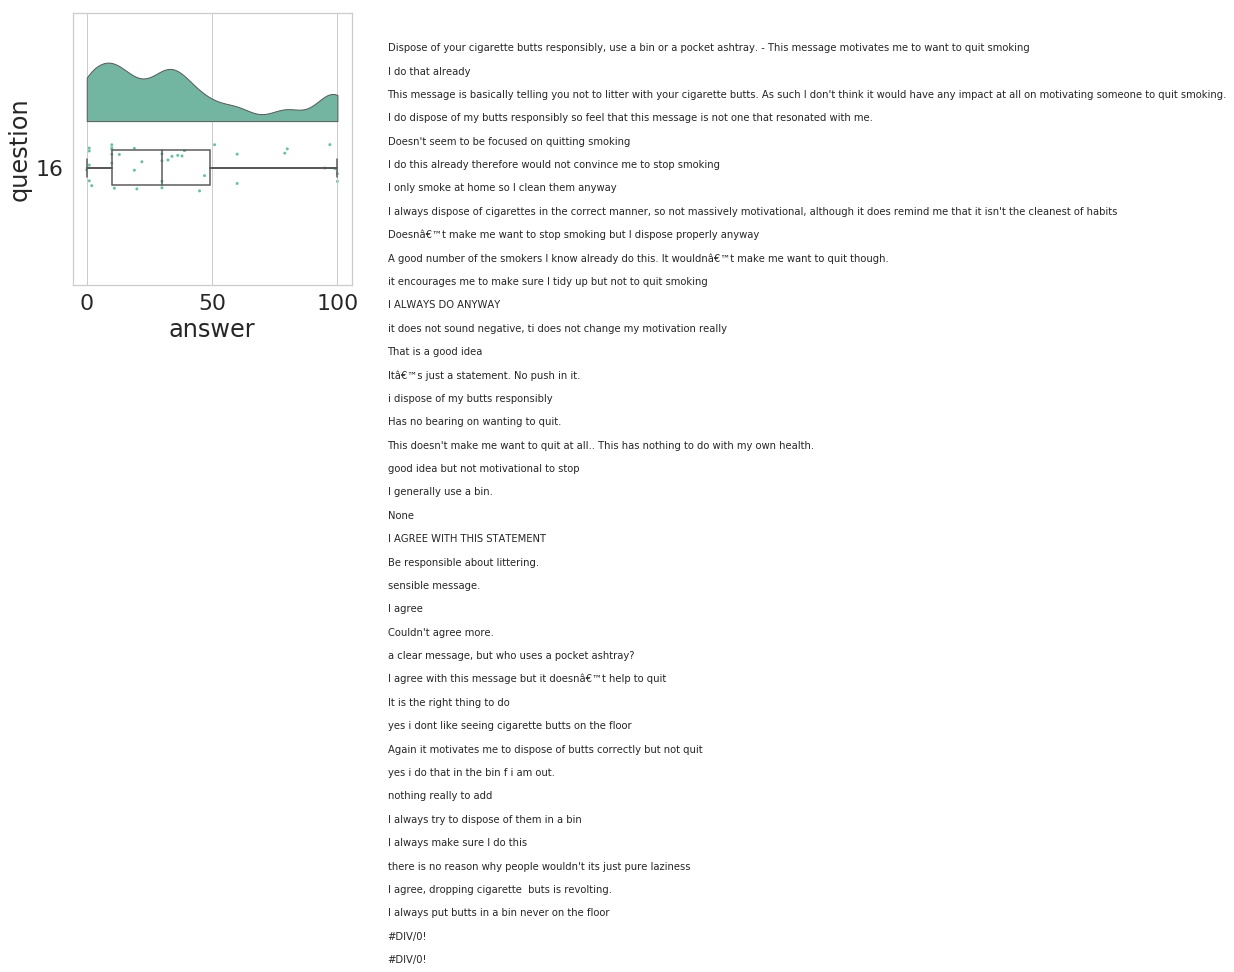 question
16
0 50 100
answer
Dispose of your cigarette butts responsibly, use a bin or a pocket ashtray. - This message motivates me to want to quit smoking
I do that already
This message is basically telling you not to litter with your cigarette butts. As such I don't think it would have any impact at all on motivating someone to quit smoking.
I do dispose of my butts responsibly so feel that this message is not one that resonated with me.
Doesn't seem to be focused on quitting smoking
I do this already therefore would not convince me to stop smoking
I only smoke at home so I clean them anyway
I always dispose of cigarettes in the correct manner, so not massively motivational, although it does remind me that it isn't the cleanest of habits
Doesnâ€™t make me want to stop smoking but I dispose properly anyway
A good number of the smokers I know already do this. It wouldnâ€™t make me want to quit though.
it encourages me to make sure I tidy up but not to quit smoking
I ALWAYS DO ANYWAY
it does not sound negative, ti does not change my motivation really
That is a good idea
Itâ€™s just a statement. No push in it.
i dispose of my butts responsibly
Has no bearing on wanting to quit.
This doesn't make me want to quit at all.. This has nothing to do with my own health.
good idea but not motivational to stop
I generally use a bin.
None
I AGREE WITH THIS STATEMENT
Be responsible about littering.
sensible message.
I agree
Couldn't agree more.
a clear message, but who uses a pocket ashtray?
I agree with this message but it doesnâ€™t help to quit
It is the right thing to do
yes i dont like seeing cigarette butts on the floor
Again it motivates me to dispose of butts correctly but not quit
yes i do that in the bin f i am out.
nothing really to add
I always try to dispose of them in a bin
I always make sure I do this
there is no reason why people wouldn't its just pure laziness
I agree, dropping cigarette  buts is revolting.
I always put butts in a bin never on the floor
#DIV/0!
#DIV/0!